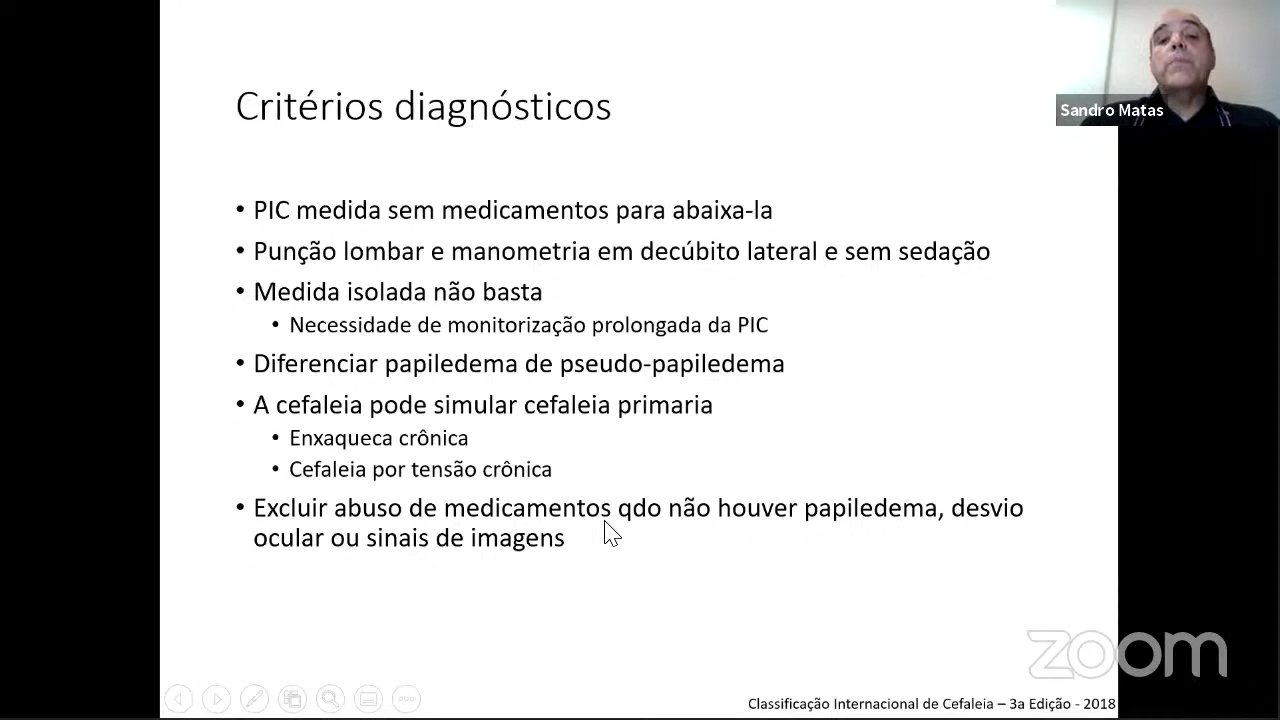 Critérios diagnósticos
Sandro Matas
• PIC medida sem medicamentos para abaixa-la
• Punção lombar e manometria em decúbito lateral e sem sedação
• Medida isolada não basta
• Necessidade de monitorização prolongada da PIC
• Diferenciar papiledema de pseudo-papiledema
• A cefaleia pode simular cefaleia primaria
• Enxaqueca crônica
• Cefaleia por tensão crônica
• Excluir abuso de medicamentos qdo não houver papiledema, desvio
ocular ou sinais de imagens
zoom
Classificação Internacional de Cefaleia – 3a Edição - 2018